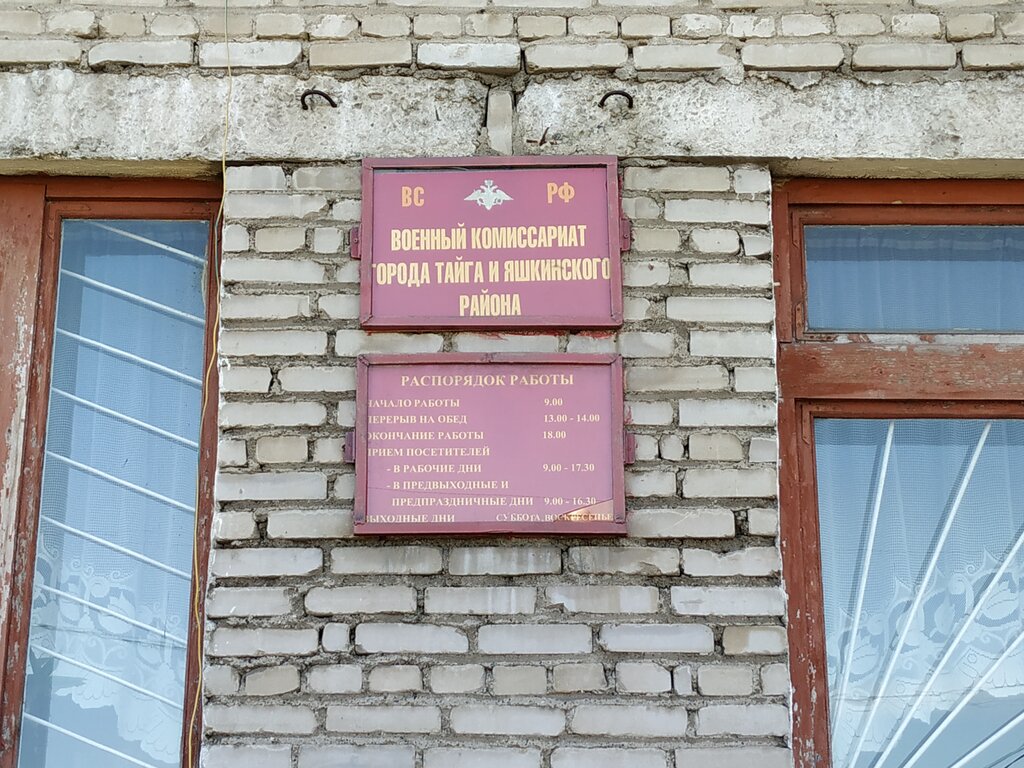 ВС РФ
ВОЕННЫЙ КОМИССАРИАТ
ГОРОДА ТАЙГА И ЯШКИНСКОГО
РАЙОНА
РАСПОРЯДОК РАБОТЫ
НАЧАЛО РАБОТЫ 9.00
ПЕРЕРЫВ НА ОБЕД 13.00 - 14.00
ОКОНЧАНИЕ РАБОТЫ 18.00
ПРИЕМ ПОСЕТИТЕЛЕЙ
- В РАБОЧИЕ ДНИ 9.00 - 17.30
- В ПРЕДВЫХОДНЫЕ И
ПРЕДПРАЗДНИЧНЫЕ ДНИ 9.00 - 16.30
ВЫХОДНЫЕ ДНИ СУББОТА, ВОСКРЕСЕНЬЕ